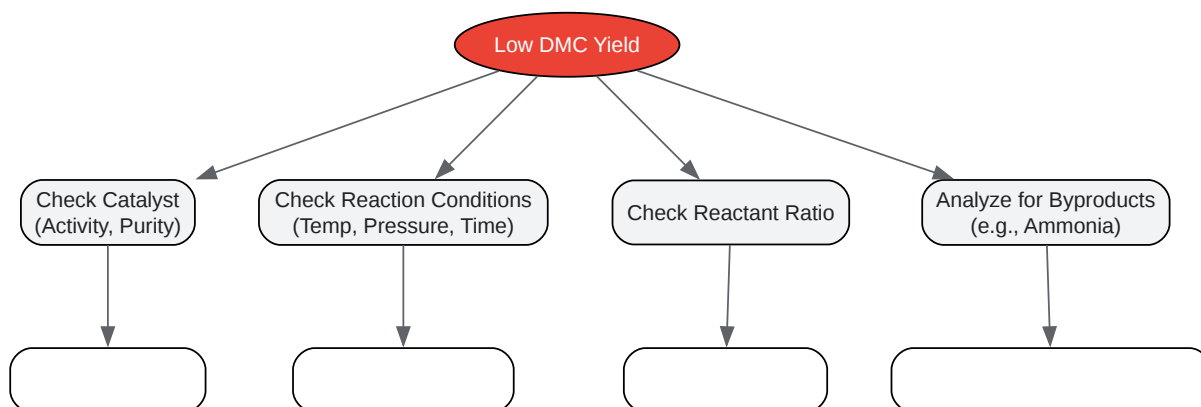 Low DMC Yield
Check Catalyst
(Activity, Purity)
Check Reaction Conditions
(Temp, Pressure, Time)
Check Reactant Ratio
Analyze for Byproducts
(e.g., Ammonia)